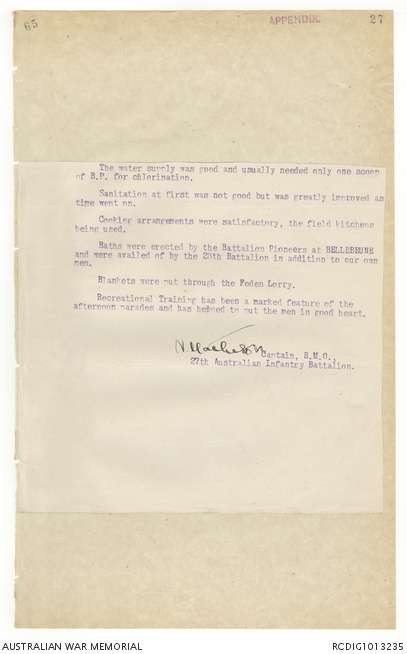 65
APPENDIX
27
The water supply was good and usually needed only one scoop
of B.P. for chlorination.
Sanitation at first was not good but was greatly improved as
time went on.
Cooking arrangements were satisfactory, the field kitchens
being used.
Baths were erected by the Battalion Pioneers at BELLEBRUNE
and were availed of by the 28th Battalion in addition to our own
men.
Blankets were put through the Foden Lorry.
Recreational Training has been a marked feature of the
afternoon parades and has helped to put the men in good heart.
Captain, R.M.O.,
27th Australian Infantry Battalion.
AUSTRALIAN WAR MEMORIAL
RCDIG1013235